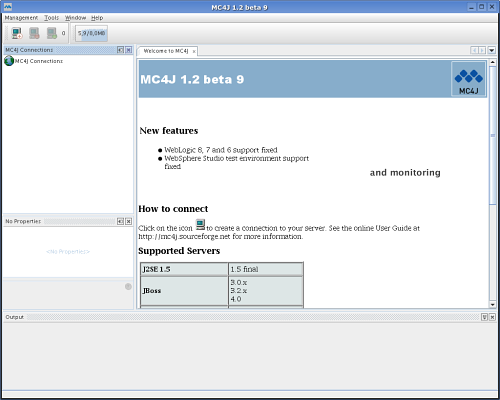 MC4J 1.2 beta 9
Management Tools Window Help
0 5,9/8,0MB
MC4J Connections
Welcome to MC4J
MC4J Connections
MC4J 1.2 beta 9
MC4J
New features
WebLogic 8, 7 and 6 support fixed
WebSphere Studio test environment support
fixed
and monitoring
How to connect
Click on the icon to create a connection to your server. See the online User Guide at
http://mc4j.sourceforge.net for more information.
No Properties
<No Properties>
Supported Servers
J2SE 1.5 1.5 final
JBoss 3.0.x
3.2.x
4.0
Output